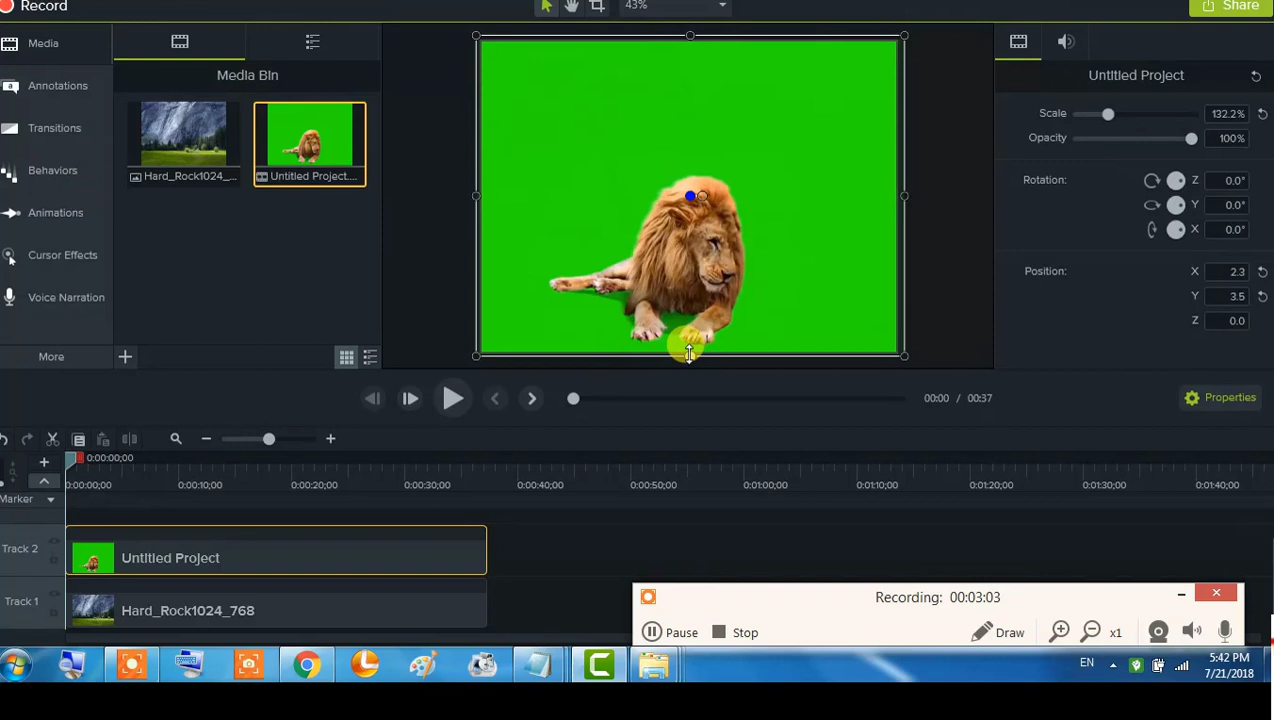 Record
43%
Share
Media
Annotations
Transitions
Behaviors
Animations
Cursor Effects
Voice Narration
More
Media Bin
Hard_Rock1024_...
Untitled Project....
Untitled Project
Scale 132.2%
Opacity 100%
Rotation: Z 0.0°
Y 0.0°
X 0.0°
Position: X 2.3
Y 3.5
Z 0.0
00:00 / 00:37
Properties
0:00:00;00
0:00:00;00 0:00:10;00 0:00:20;00 0:00:30;00 0:00:40;00 0:00:50;00 0:01:00;00 0:01:10;00 0:01:20;00 0:01:30;00 0:01:40;00
Marker
Track 2 Untitled Project
Track 1 Hard_Rock1024_768
Recording: 00:03:03
Pause Stop Draw x1
EN
5:42 PM
7/21/2018